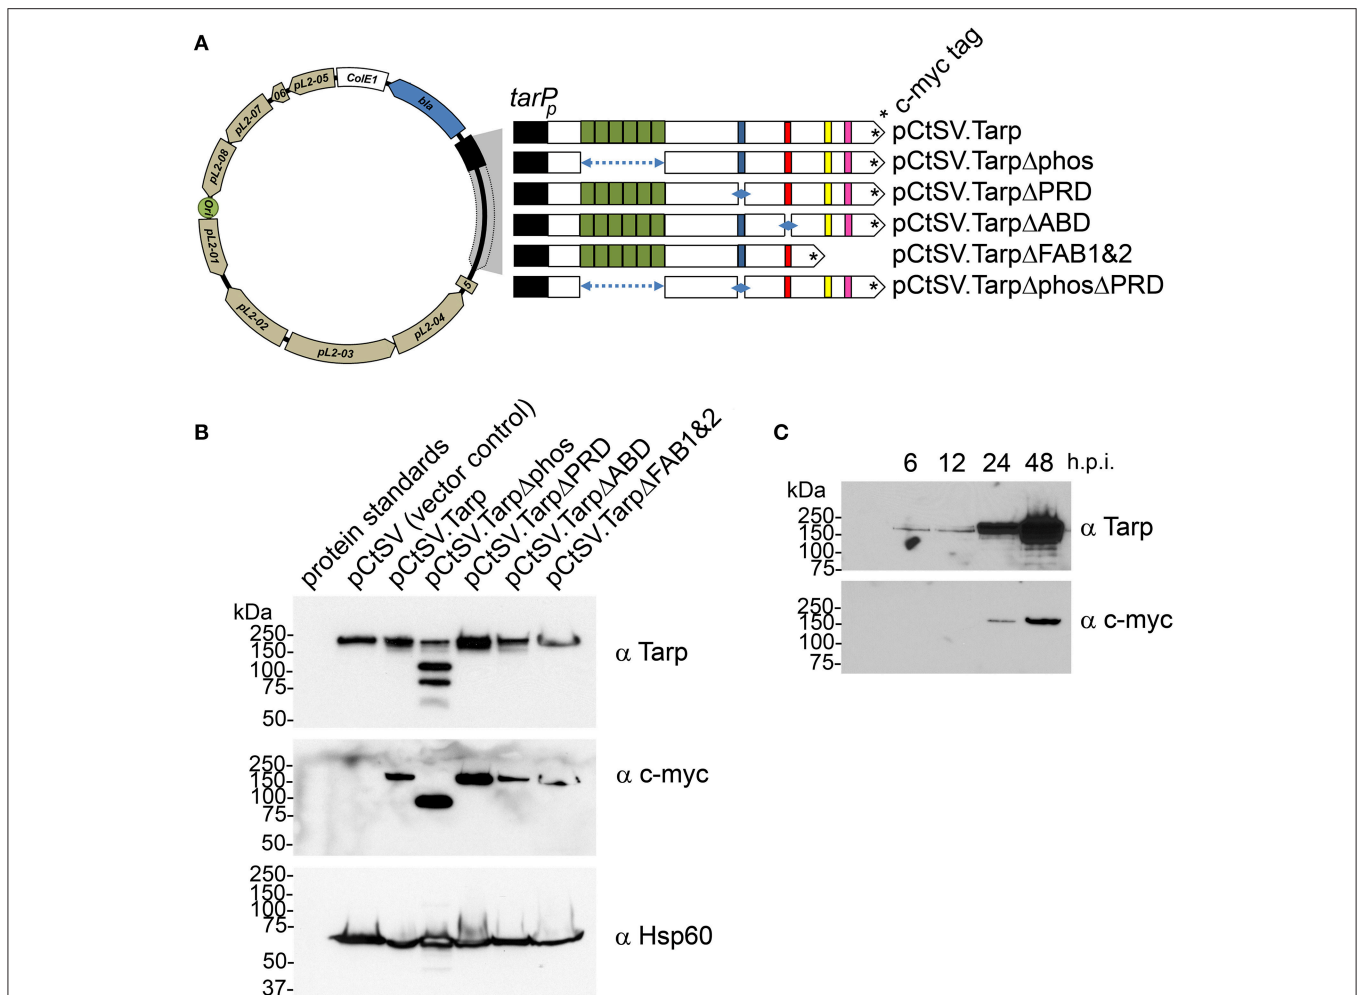 A
ColE1
bla
pL2-05
06
pL2-07
pL2-08
Ori
pL2-01
pL2-02
pL2-03
pL2-04
5
tarPp
* c-myc tag
* pCtSV.Tarp
* pCtSV.TarpΔphos
* pCtSV.TarpΔPRD
* pCtSV.TarpΔABD
* pCtSV.TarpΔFAB1&2
* pCtSV.TarpΔphosΔPRD
B
protein standards
pCtSV (vector control)
pCtSV.Tarp
pCtSV.TarpΔphos
pCtSV.TarpΔPRD
pCtSV.TarpΔABD
pCtSV.TarpΔFAB1&2
kDa
250-
150-
100-
75-
50-
α Tarp
250-
150-
100-
75-
50-
α c-myc
250-
150-
100-
75-
50-
37-
α Hsp60
C
6 12 24 48 h.p.i.
kDa
250-
150-
100-
75-
α Tarp
250-
150-
100-
75-
α c-myc